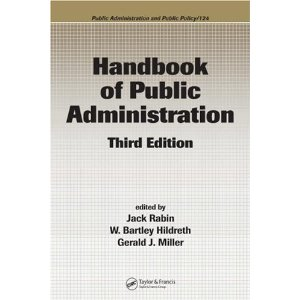 Public Administration and Public Policy/124
Handbook
of Public
Administration
Third Edition
edited by
Jack Rabin
W. Bartley Hildreth
Gerald J. Miller
Taylor & Francis